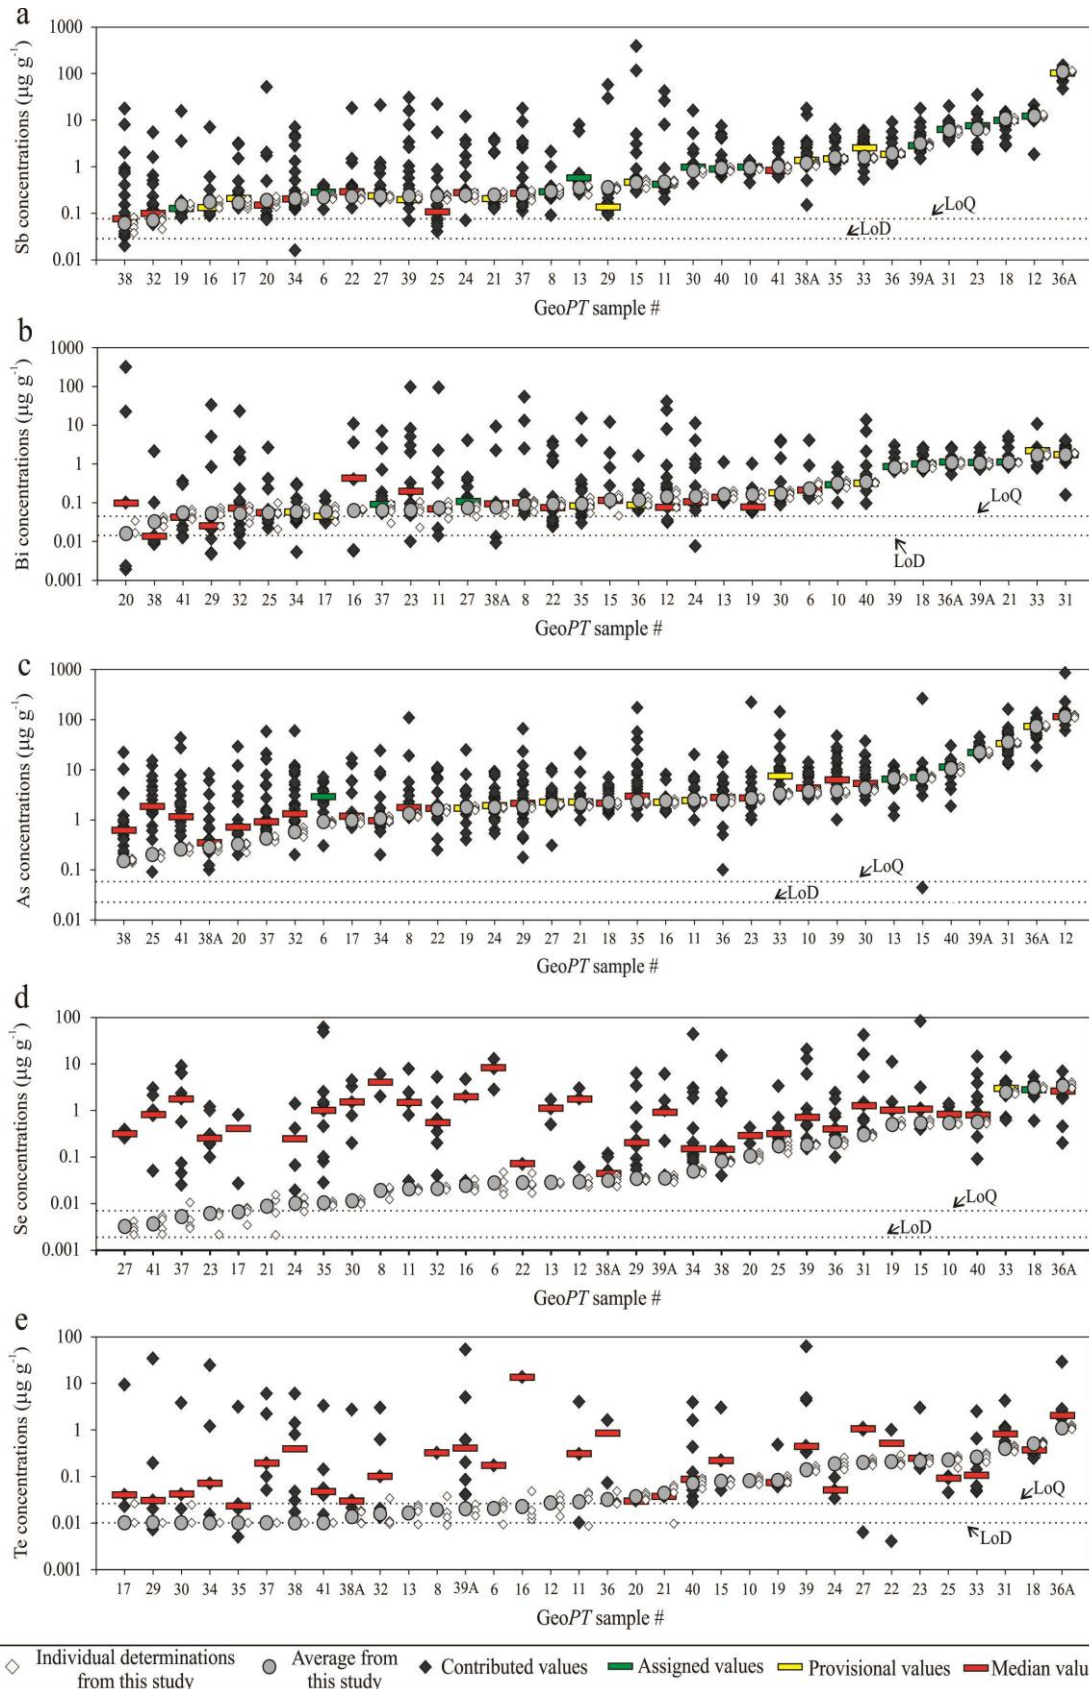 a
Sb concentrations (µg g⁻¹)
1000
100
10
1
0.1
0.01
LoQ
LoD
38 32 19 16 17 20 34 6 22 27 39 25 24 21 37 8 13 29 15 11 30 40 10 41 38A 35 33 36 39A 31 23 18 12 36A
GeoPT sample #
b
Bi concentrations (µg g⁻¹)
1000
100
10
1
0.1
0.01
0.001
LoQ
LoD
20 38 41 29 32 25 34 17 16 37 23 11 27 38A 8 22 35 15 36 12 24 13 19 30 6 10 40 39 18 36A 39A 21 33 31
GeoPT sample #
c
As concentrations (µg g⁻¹)
1000
100
10
1
0.1
0.01
LoQ
LoD
38 25 41 38A 20 37 32 6 17 34 8 22 19 24 29 27 21 18 35 16 11 36 23 33 10 39 30 13 15 40 39A 31 36A 12
GeoPT sample #
d
Se concentrations (µg g⁻¹)
100
10
1
0.1
0.01
0.001
LoQ
LoD
27 41 37 23 17 21 24 35 30 8 11 32 16 6 22 13 12 38A 29 39A 34 38 20 25 39 36 31 19 15 10 40 33 18 36A
GeoPT sample #
e
Te concentrations (µg g⁻¹)
100
10
1
0.1
0.01
0.001
LoQ
LoD
17 29 30 34 35 37 38 41 38A 32 13 8 39A 6 16 12 11 36 20 21 40 15 10 19 39 24 27 22 23 25 33 31 18 36A
GeoPT sample #
Individual determinations from this study
Average from this study
Contributed values
Assigned values
Provisional values
Median valu